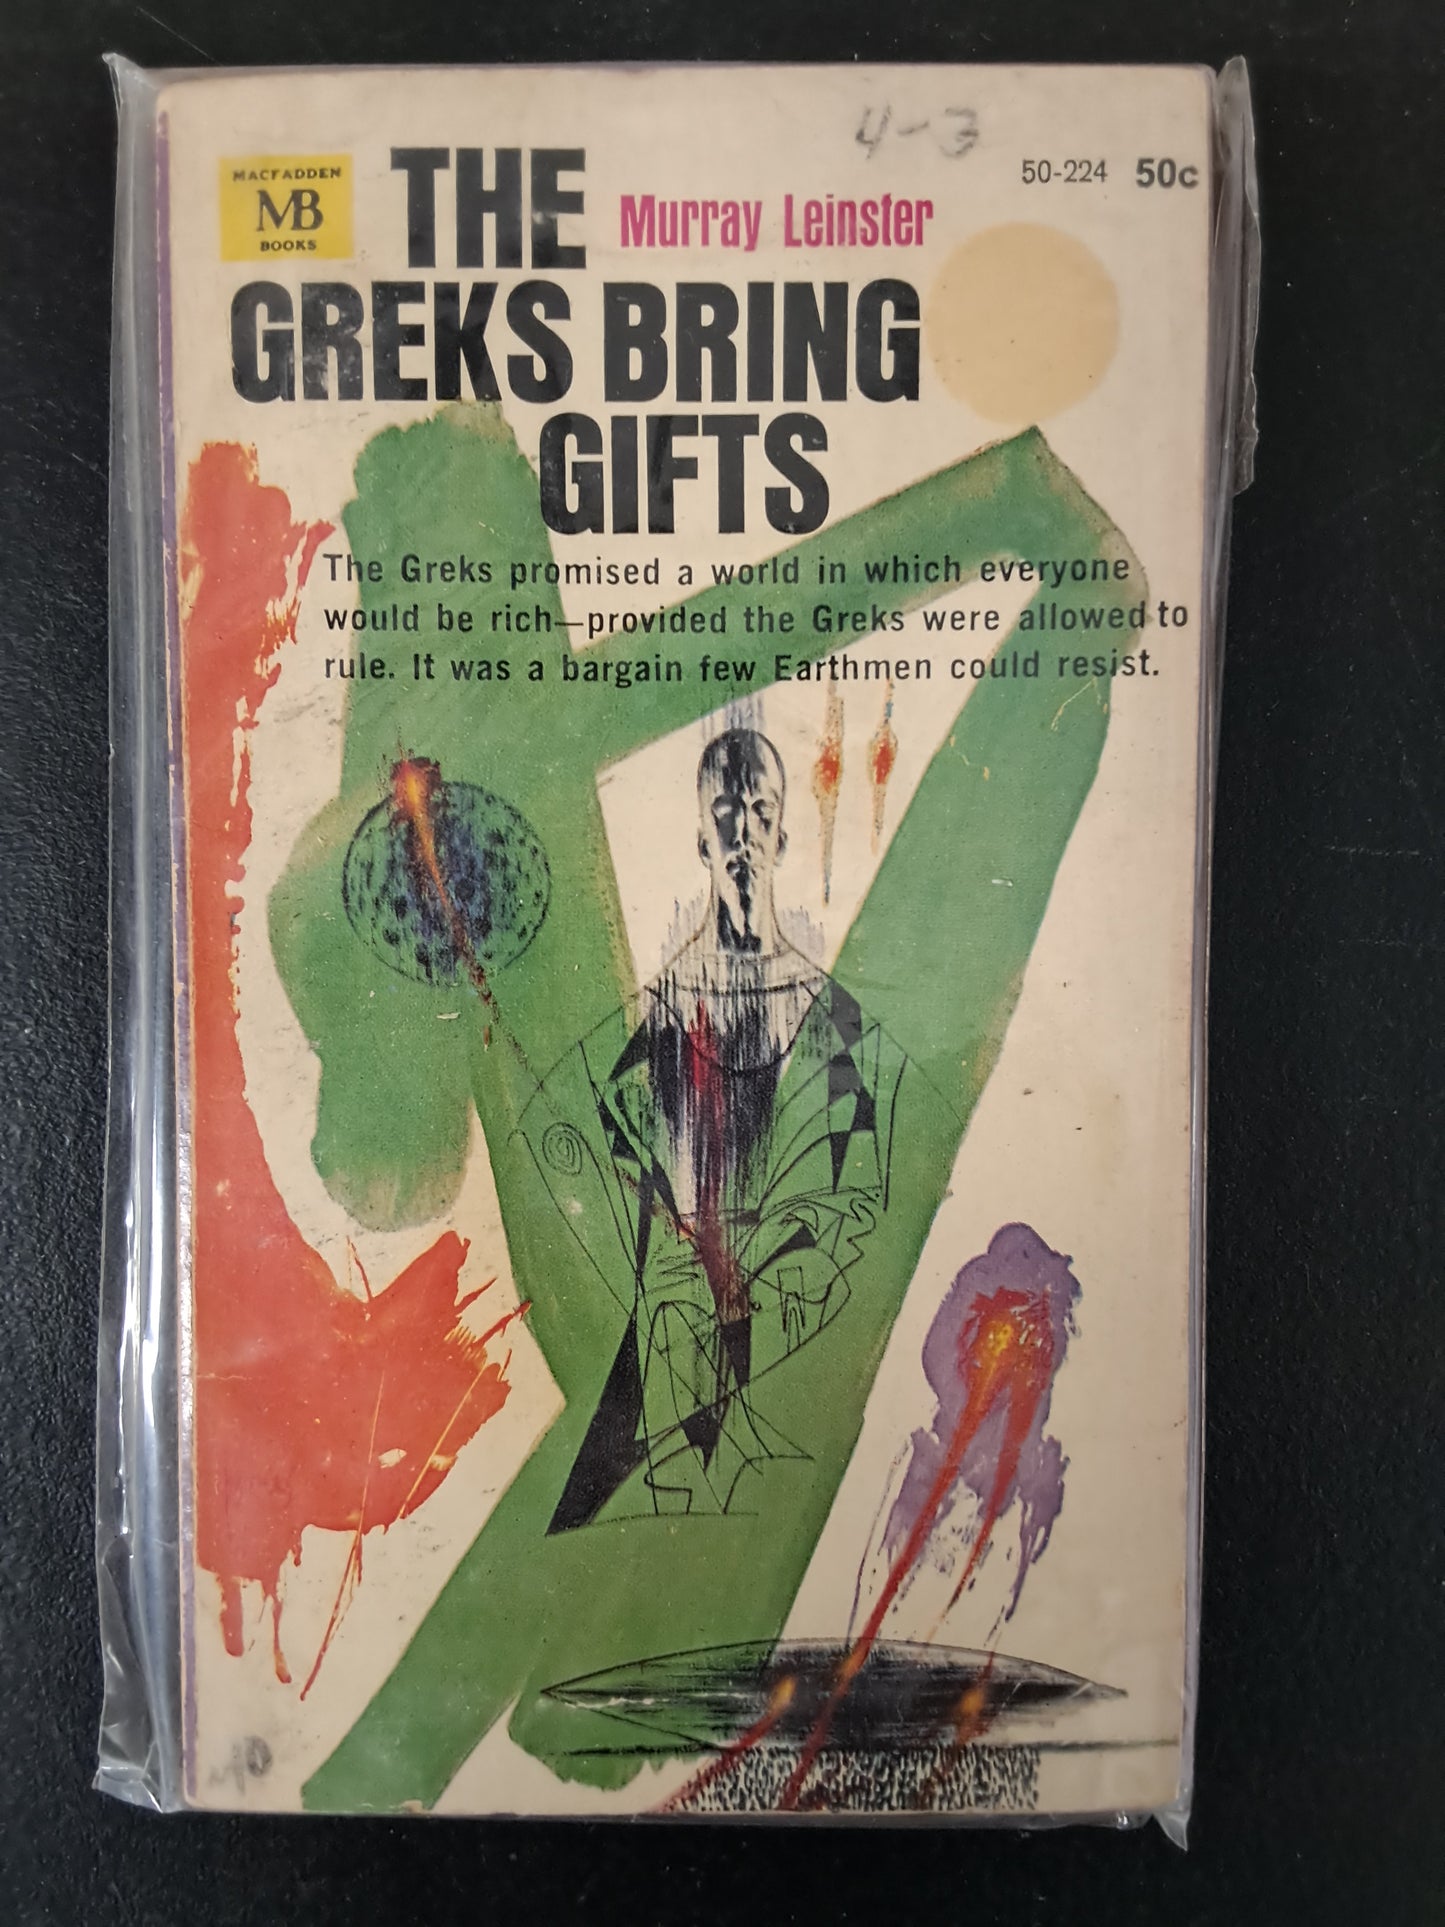 4-3
MACFADDEN
MB
BOOKS
THE
Murray Leinster
50-224 50c
GREKS BRING
GIFTS
The Greks promised a world in which everyone
would be rich—provided the Greks were allowed to
rule. It was a bargain few Earthmen could resist.